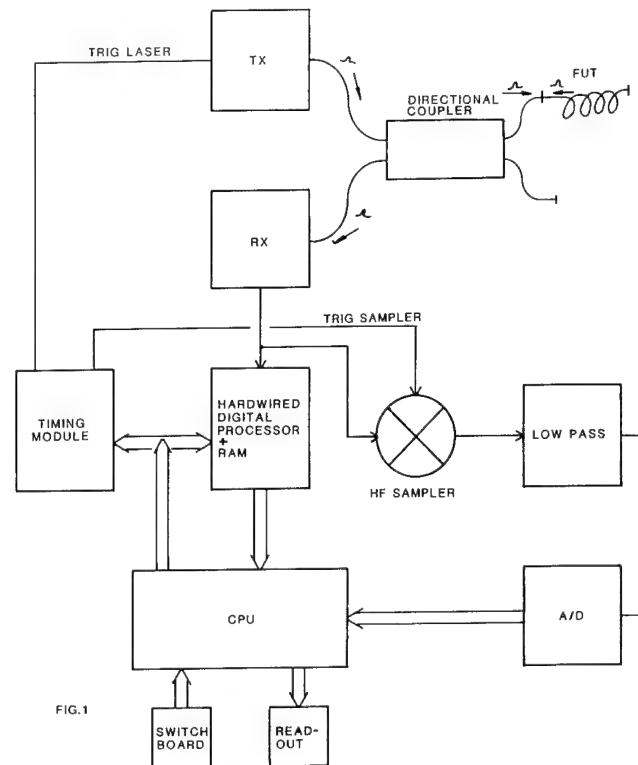 TRIG LASER
TX
DIRECTIONAL
COUPLER
FUT
RX
TRIG SAMPLER
TIMING
MODULE
HARDWIRED
DIGITAL
PROCESSOR
+
RAM
HF SAMPLER
LOW PASS
CPU
A/D
FIG.1
SWITCH
BOARD
READ-
OUT